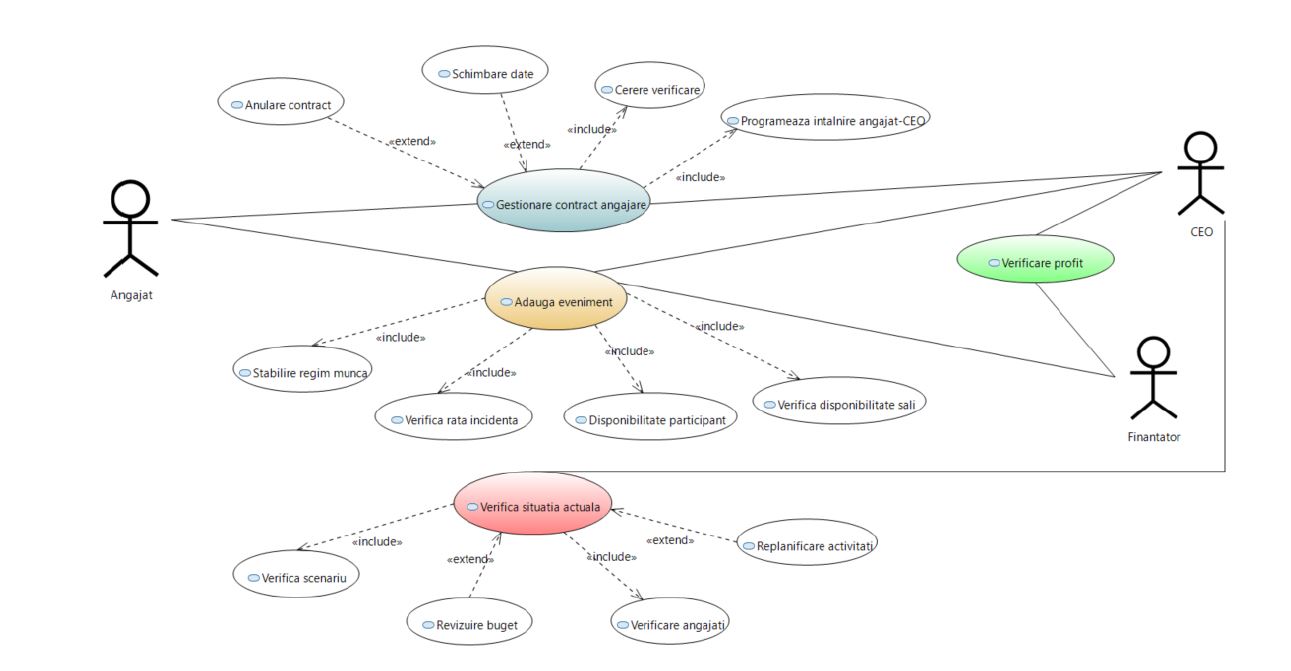 Schimbare date
Cerere verificare
Anulare contract
Programeaza intalnire angajat-CEO
«extend»
«extend»
«include»
«include»
Gestionare contract angajare
CEO
Angajat
Verificare profit
Adauga eveniment
«include»
«include»
«include»
«include»
Stabilire regim munca
Verifica rata incidenta
Disponibilitate participant
Verifica disponibilitate sali
Finantator
Verifica situatia actuala
«include»
«extend»
«include»
«extend»
Replanificare activitati
Verifica scenariu
Revizuire buget
Verificare angajati